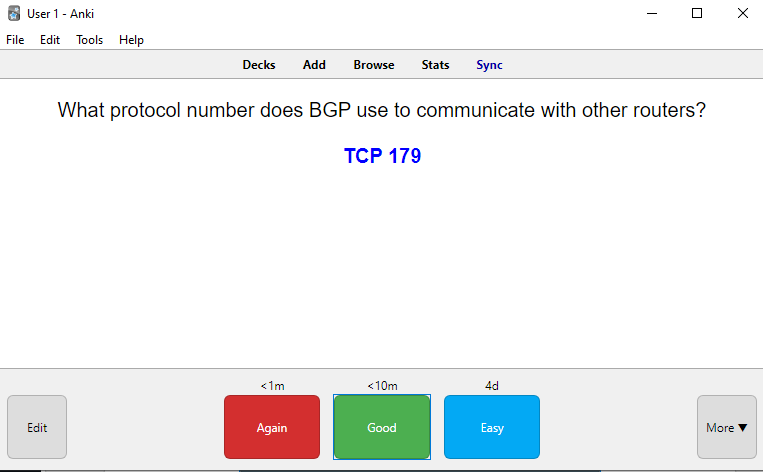 User 1 - Anki
File Edit Tools Help
Decks Add Browse Stats Sync
What protocol number does BGP use to communicate with other routers?
TCP 179
<1m <10m 4d
Edit Again Good Easy More ▼